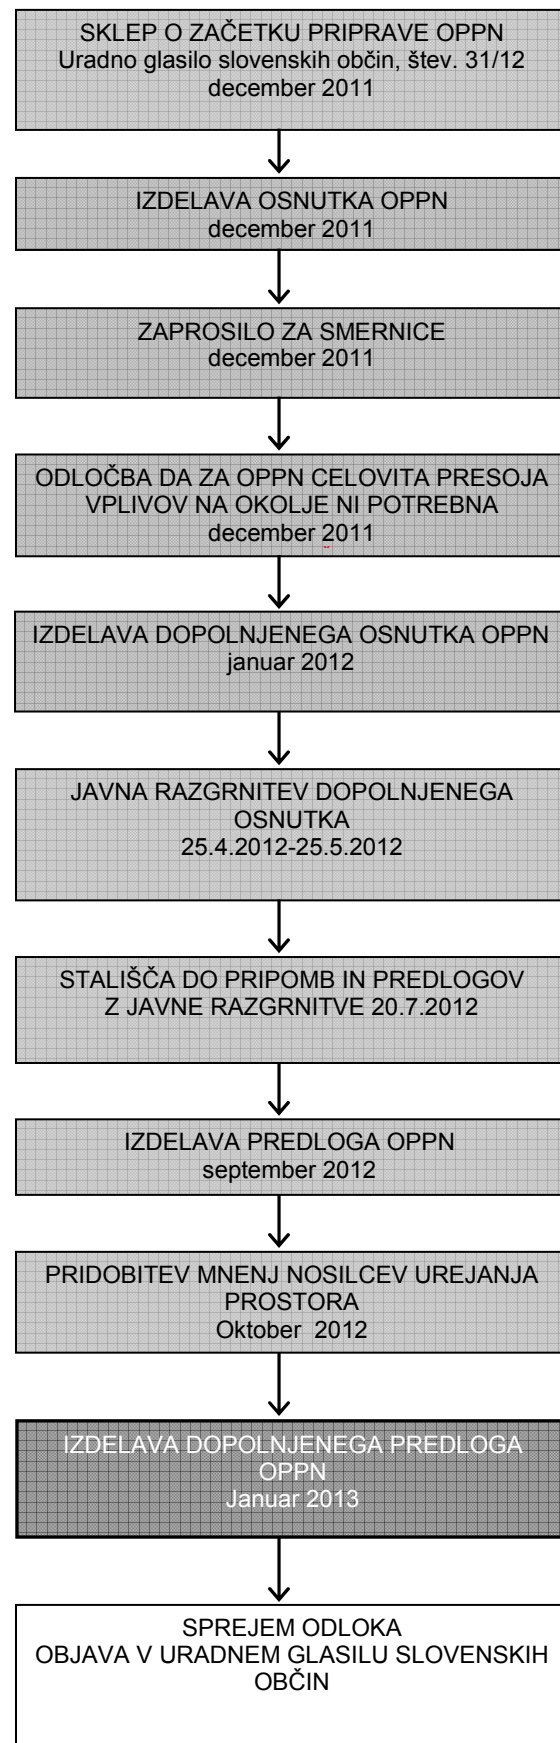 SKLEP O ZAČETKU PRIPRAVE OPPN
Uradno glasilo slovenskih občin, štev. 31/12
december 2011
IZDELAVA OSNUTKA OPPN
december 2011
ZAPROSILO ZA SMERNICE
december 2011
ODLOČBA DA ZA OPPN CELOVITA PRESOJA
VPLIVOV NA OKOLJE NI POTREBNA
december 2011
IZDELAVA DOPOLNJENEGA OSNUTKA OPPN
januar 2012
JAVNA RAZGRNITEV DOPOLNJENEGA
OSNUTKA
25.4.2012-25.5.2012
STALIŠČA DO PRIPOMB IN PREDLOGOV
Z JAVNE RAZGRNITVE 20.7.2012
IZDELAVA PREDLOGA OPPN
september 2012
PRIDOBITEV MNENJ NOSILCEV UREJANJA
PROSTORA
Oktober 2012
IZDELAVA DOPOLNJENEGA PREDLOGA
OPPN
Januar 2013
SPREJEM ODLOKA
OBJAVA V URADNEM GLASILU SLOVENSKIH
OBČIN